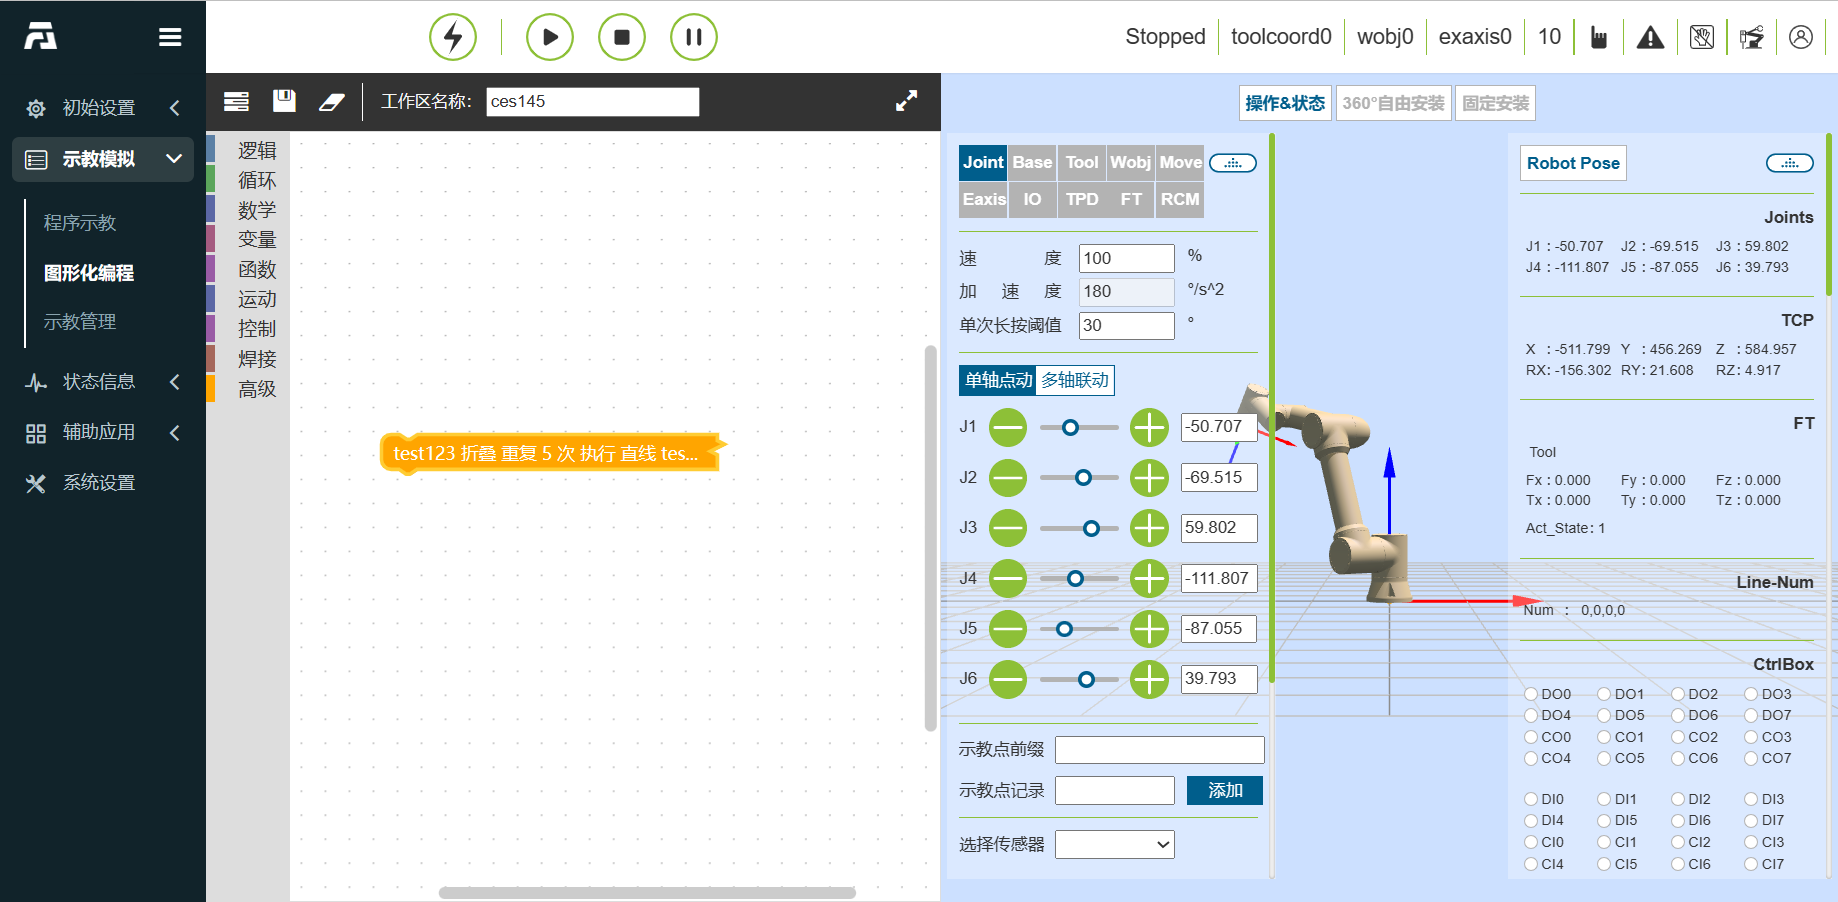 Stopped toolcoord0 wobj0 exaxis0 10
初始设置
示教模拟
程序示教
图形化编程
示教管理
状态信息
辅助应用
系统设置
工作区名称： ces145
逻辑
循环
数学
变量
函数
运动
控制
焊接
高级
test123 折叠 重复 5 次 执行 直线 tes...
操作&状态 360°自由安装 固定安装
Joint Base Tool Wobj Move
Eaxis IO TPD FT RCM
速 度 100 %
加 速 度 180 °/s^2
单次长按阈值 30 °
单轴点动 多轴联动
J1 -50.707
J2 -69.515
J3 59.802
J4 -111.807
J5 -87.055
J6 39.793
示教点前缀
示教点记录 添加
选择传感器
Robot Pose
Joints
J1 : -50.707 J2 : -69.515 J3 : 59.802
J4 : -111.807 J5 : -87.055 J6 : 39.793
TCP
X : -511.799 Y : 456.269 Z : 584.957
RX: -156.302 RY: 21.608 RZ: 4.917
FT
Tool
Fx : 0.000 Fy : 0.000 Fz : 0.000
Tx : 0.000 Ty : 0.000 Tz : 0.000
Act_State: 1
Line-Num
Num : 0,0,0,0
CtrlBox
DO0 DO1 DO2 DO3
DO4 DO5 DO6 DO7
CO0 CO1 CO2 CO3
CO4 CO5 CO6 CO7
DI0 DI1 DI2 DI3
DI4 DI5 DI6 DI7
CI0 CI1 CI2 CI3
CI4 CI5 CI6 CI7